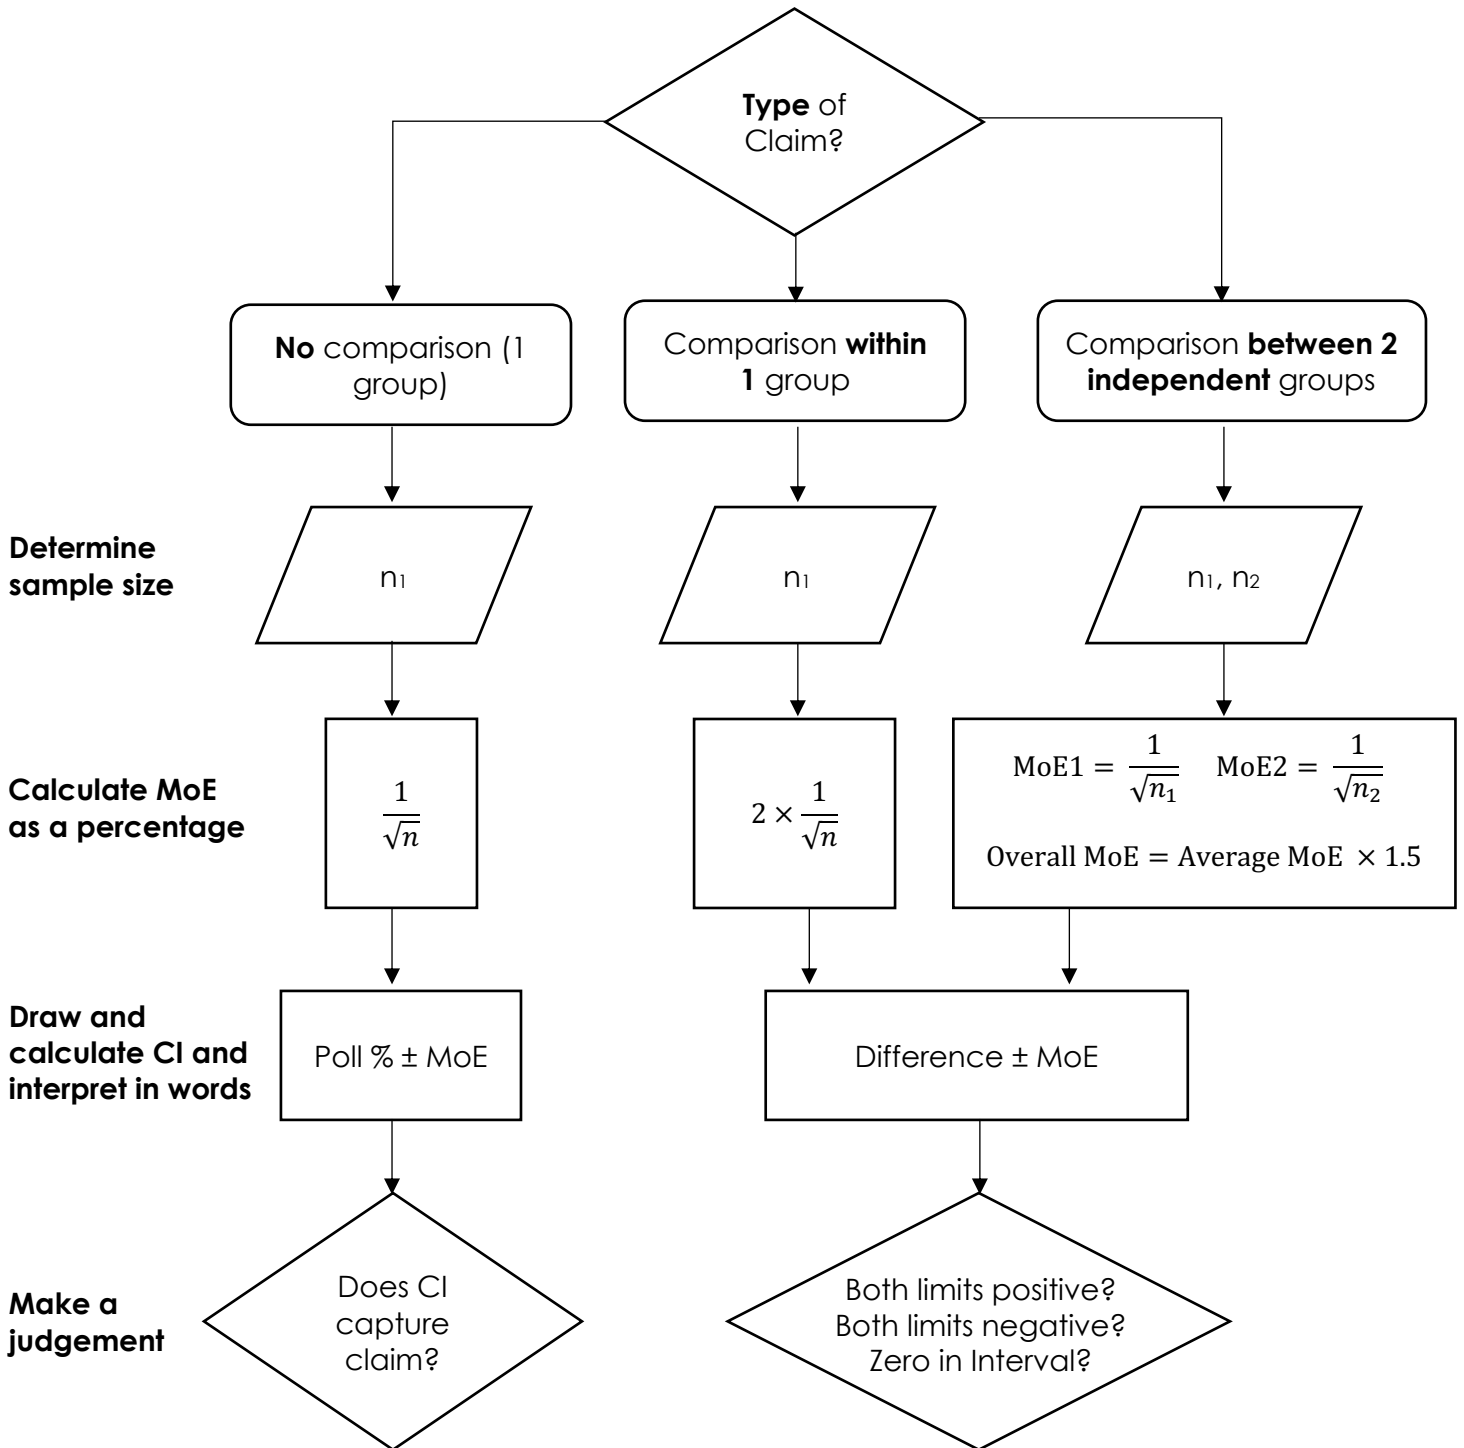 Type of
Claim?
No comparison (1
group)
Comparison within
1 group
Comparison between 2
independent groups
Determine
sample size
n₁
n₁
n₁, n₂
Calculate MoE
as a percentage
1/√n
2 × 1/√n
MoE1 = 1/√n₁ MoE2 = 1/√n₂
Overall MoE = Average MoE × 1.5
Draw and
calculate CI and
interpret in words
Poll % ± MoE
Difference ± MoE
Make a
judgement
Does CI
capture
claim?
Both limits positive?
Both limits negative?
Zero in Interval?